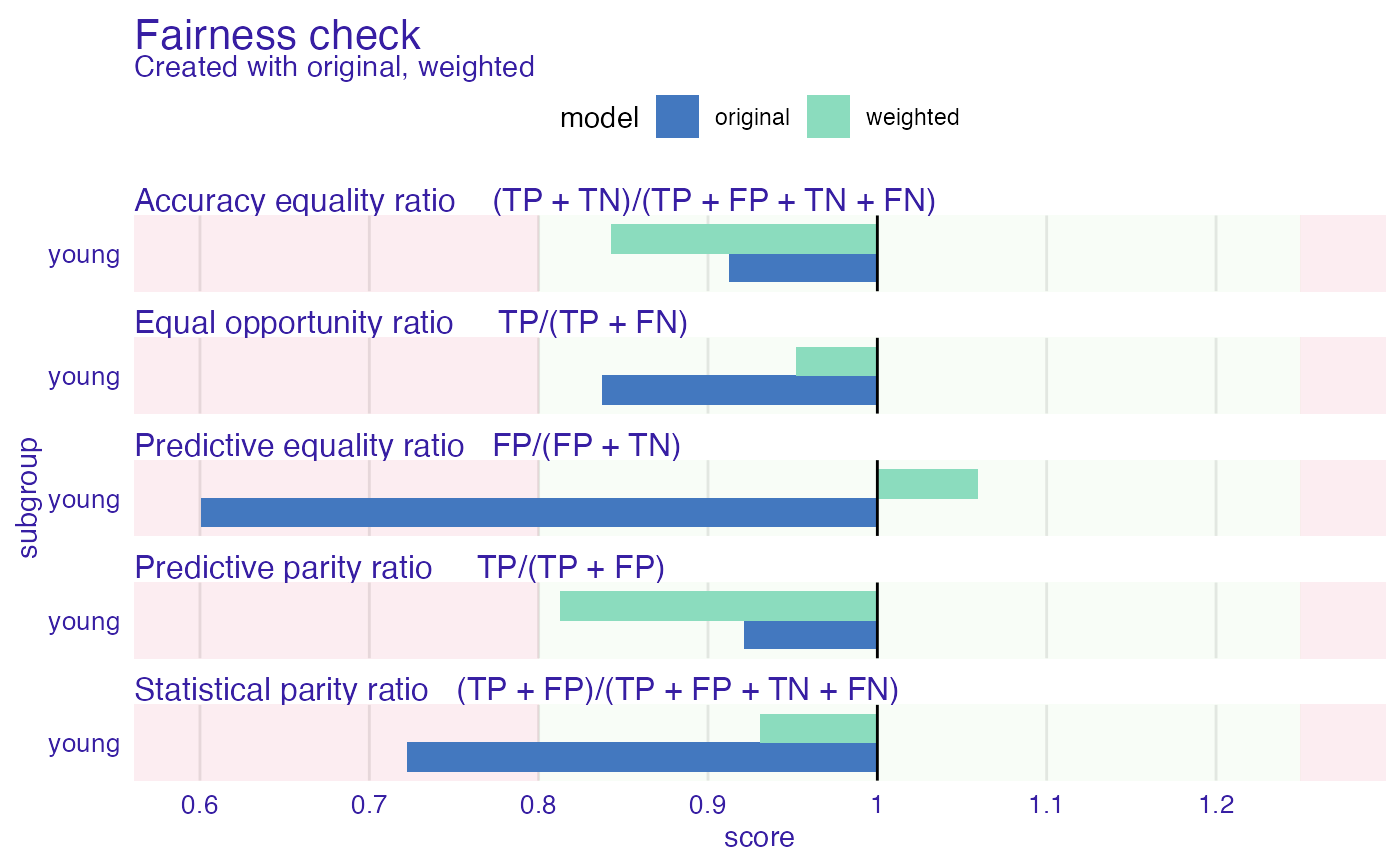 Fairness check
Created with original, weighted
model original weighted
Accuracy equality ratio (TP + TN)/(TP + FP + TN + FN)
young
Equal opportunity ratio TP/(TP + FN)
young
Predictive equality ratio FP/(FP + TN)
young
Predictive parity ratio TP/(TP + FP)
young
Statistical parity ratio (TP + FP)/(TP + FP + TN + FN)
young
subgroup
0.6 0.7 0.8 0.9 1 1.1 1.2
score